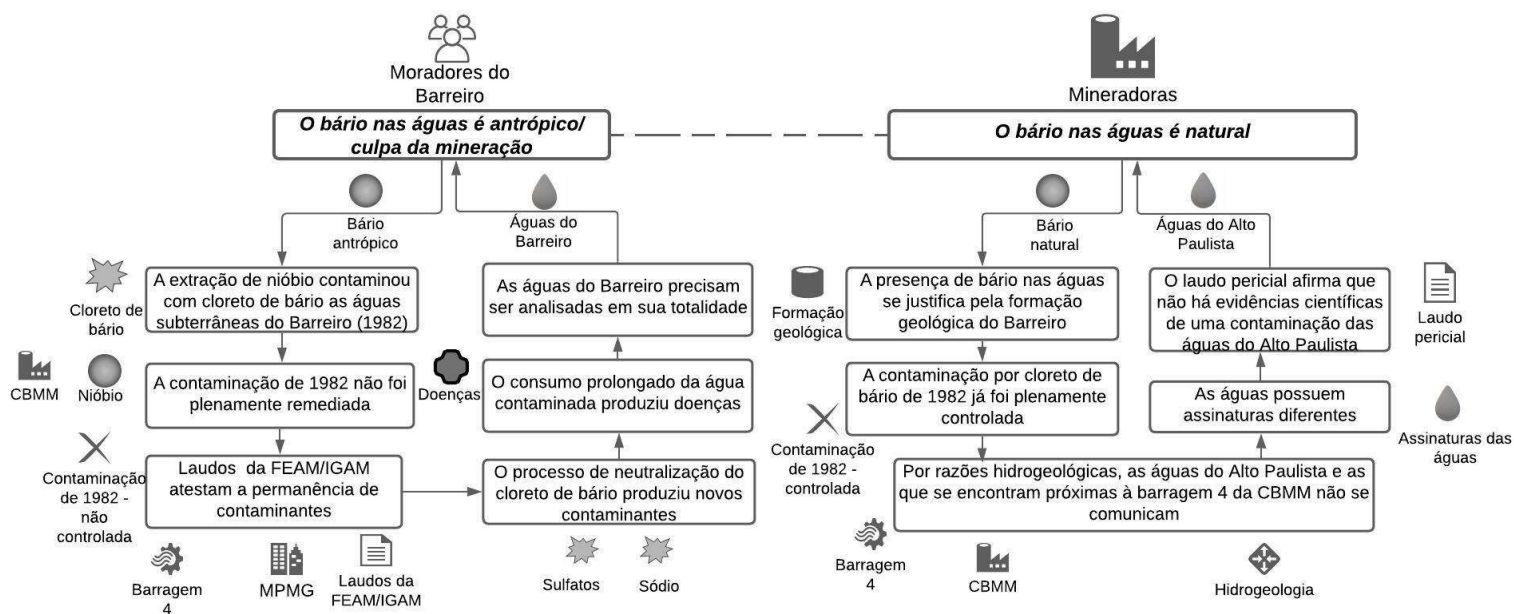 Moradores do
Barreiro
O bário nas águas é antrópico/
culpa da mineração
Bário
antrópico
Águas do
Barreiro
Cloreto de
bário
A extração de nióbio contaminou
com cloreto de bário as águas
subterrâneas do Barreiro (1982)
As águas do Barreiro precisam
ser analisadas em sua totalidade
CBMM
Nióbio
A contaminação de 1982 não foi
plenamente remediada
Doenças
O consumo prolongado da água
contaminada produziu doenças
Contaminação
de 1982 -
não
controlada
Laudos da FEAM/IGAM
atestam a permanência de
contaminantes
O processo de neutralização do
cloreto de bário produziu novos
contaminantes
Barragem
4
MPMG
Laudos da
FEAM/IGAM
Sulfatos
Sódio
Mineradoras
O bário nas águas é natural
Bário
natural
Águas do Alto
Paulista
Formação
geológica
A presença de bário nas águas
se justifica pela formação
geológica do Barreiro
O laudo pericial afirma que
não há evidências científicas
de uma contaminação das
águas do Alto Paulista
Laudo
pericial
A contaminação por cloreto de
bário de 1982 já foi plenamente
controlada
As águas possuem
assinaturas diferentes
Assinaturas das
águas
Contaminação
de 1982 -
controlada
Por razões hidrogeológicas, as águas do Alto Paulista e as
que se encontram próximas à barragem 4 da CBMM não se
comunicam
Barragem
4
CBMM
Hidrogeologia